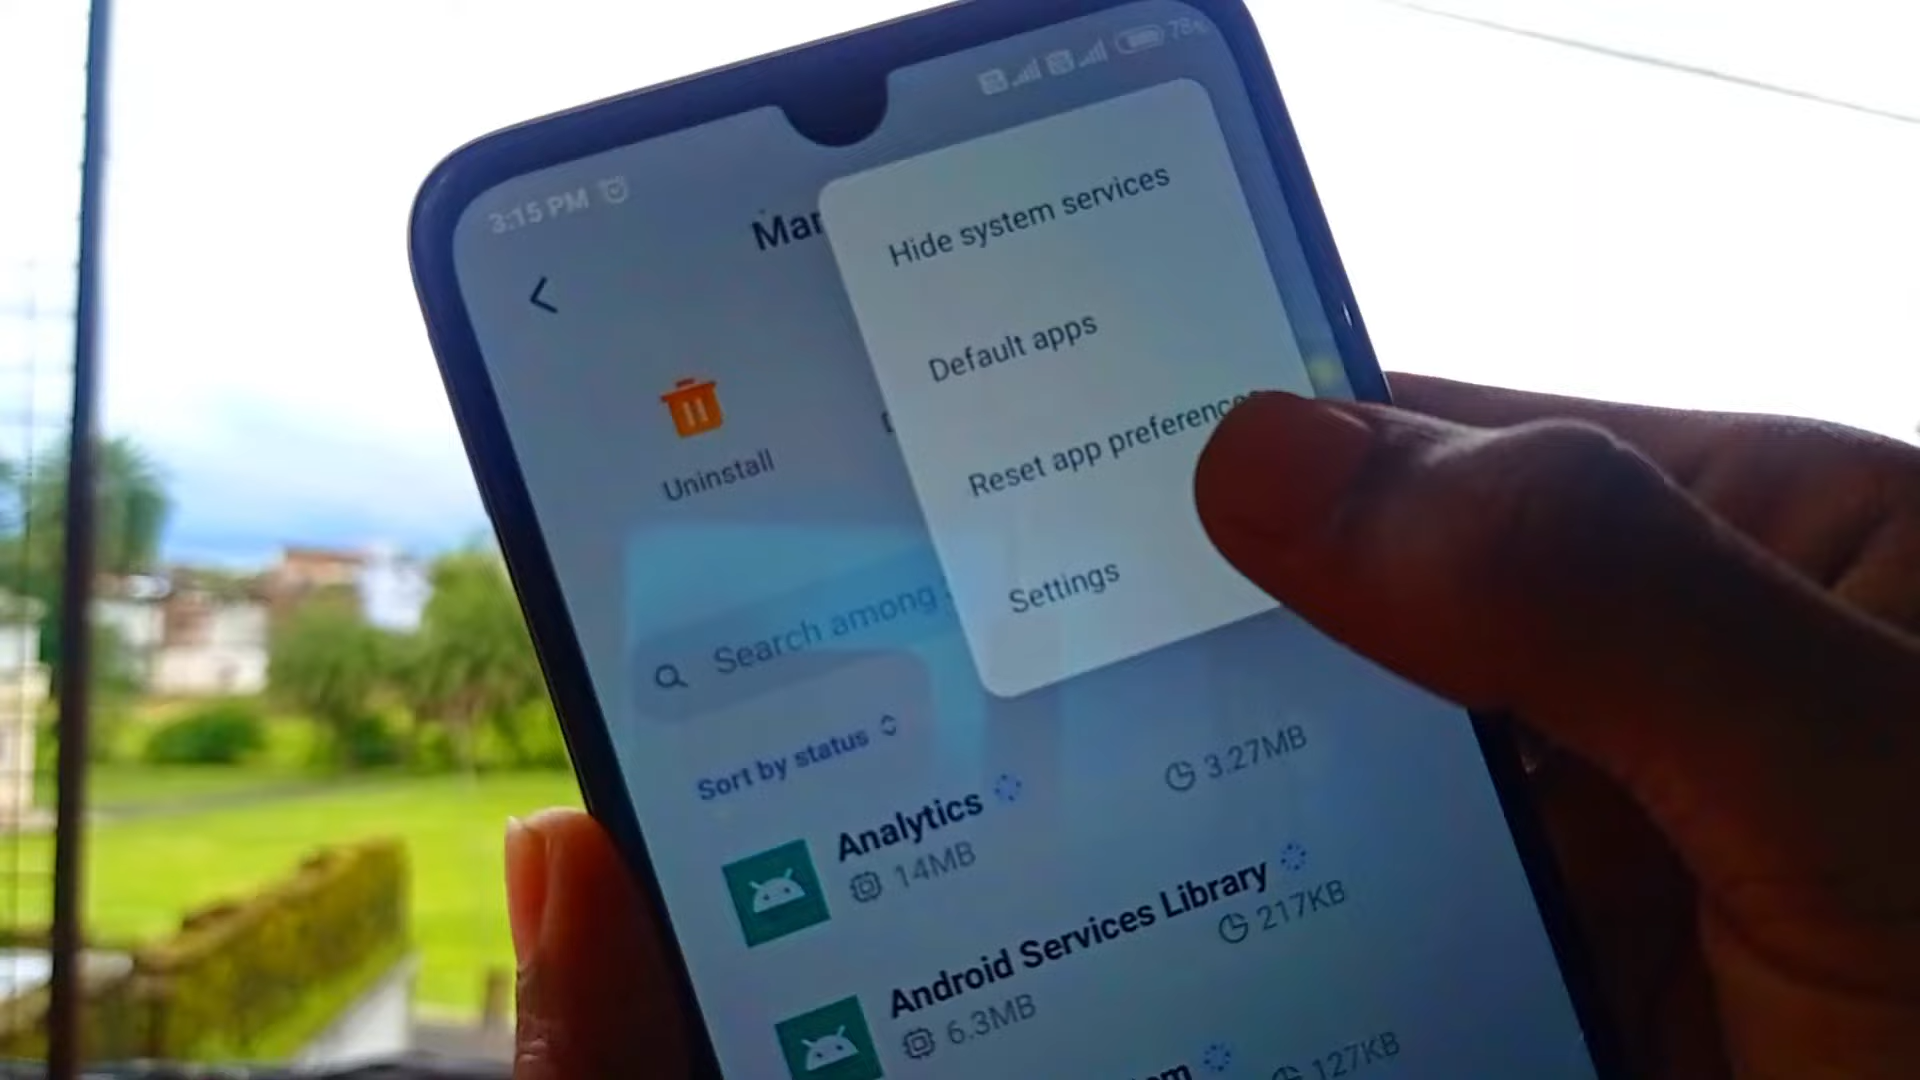 3:15 PM
78%
Hide system services
Default apps
Reset app preference
Settings
Uninstall
Search among
Sort by status
Analytics
3.27MB
14MB
Android Services Library
217KB
6.3MB
127KB